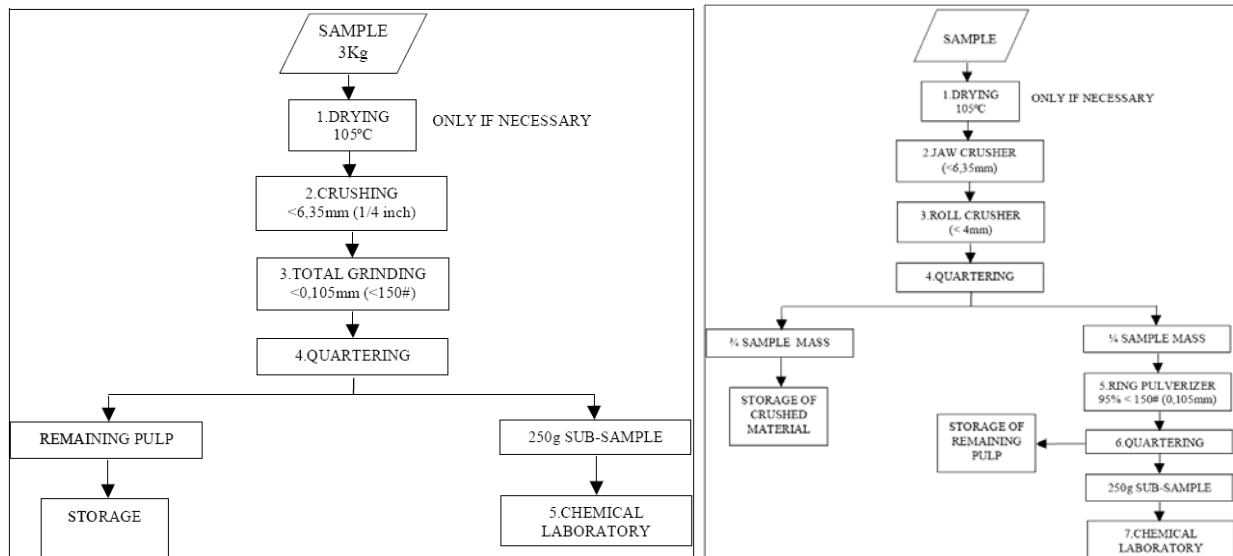 SAMPLE
3Kg
1.DRYING
105ºC
ONLY IF NECESSARY
2.CRUSHING
<6,35mm (1/4 inch)
3.TOTAL GRINDING
<0,105mm (<150#)
4.QUARTERING
REMAINING PULP
250g SUB-SAMPLE
STORAGE
5.CHEMICAL
LABORATORY
SAMPLE
1.DRYING
105ºC
ONLY IF NECESSARY
2.JAW CRUSHER
(<6,35mm)
3.ROLL CRUSHER
(< 4mm)
4.QUARTERING
¾ SAMPLE MASS
¼ SAMPLE MASS
STORAGE OF
CRUSHED
MATERIAL
5.RING PULVERIZER
95% < 150# (0,105mm)
STORAGE OF
REMAINING
PULP
6.QUARTERING
250g SUB-SAMPLE
7.CHEMICAL
LABORATORY